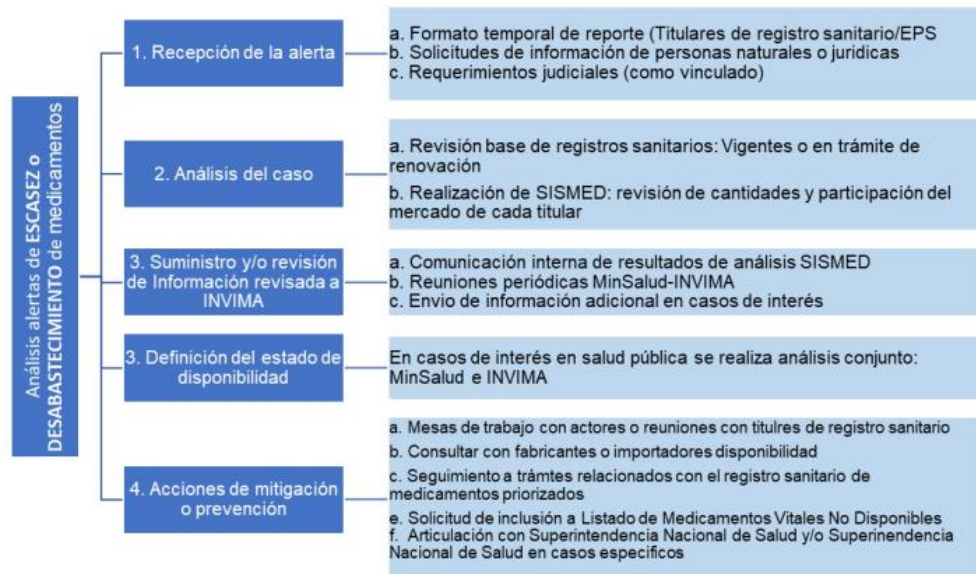 Análisis alertas de ESCASEZ o
DESABASTECIMIENTO de medicamentos
1. Recepción de la alerta
a. Formato temporal de reporte (Titulares de registro sanitario/EPS
b. Solicitudes de información de personas naturales o juridicas
c. Requerimientos judiciales (como vinculado)
2. Análisis del caso
a. Revisión base de registros sanitarios: Vigentes o en trámite de
renovación
b. Realización de SISMED: revisión de cantidades y participación del
mercado de cada titular
3. Suministro y/o revisión
de Información revisada a
INVIMA
a. Comunicación interna de resultados de análisis SISMED
b. Reuniones periódicas MinSalud-INVIMA
c. Envio de información adicional en casos de interés
3. Definición del estado de
disponibilidad
En casos de interés en salud pública se realiza análisis conjunto:
MinSalud e INVIMA
4. Acciones de mitigación
o prevención
a. Mesas de trabajo con actores o reuniones con titulres de registro sanitario
b. Consultar con fabricantes o importadores disponibilidad
c. Seguimiento a trámtes relacionados con el registro sanitario de
medicamentos priorizados
e. Solicitud de inclusión a Listado de Medicamentos Vitales No Disponibles
f. Articulación con Superintendencia Nacional de Salud y/o Superinendencia
Nacional de Salud en casos especificos